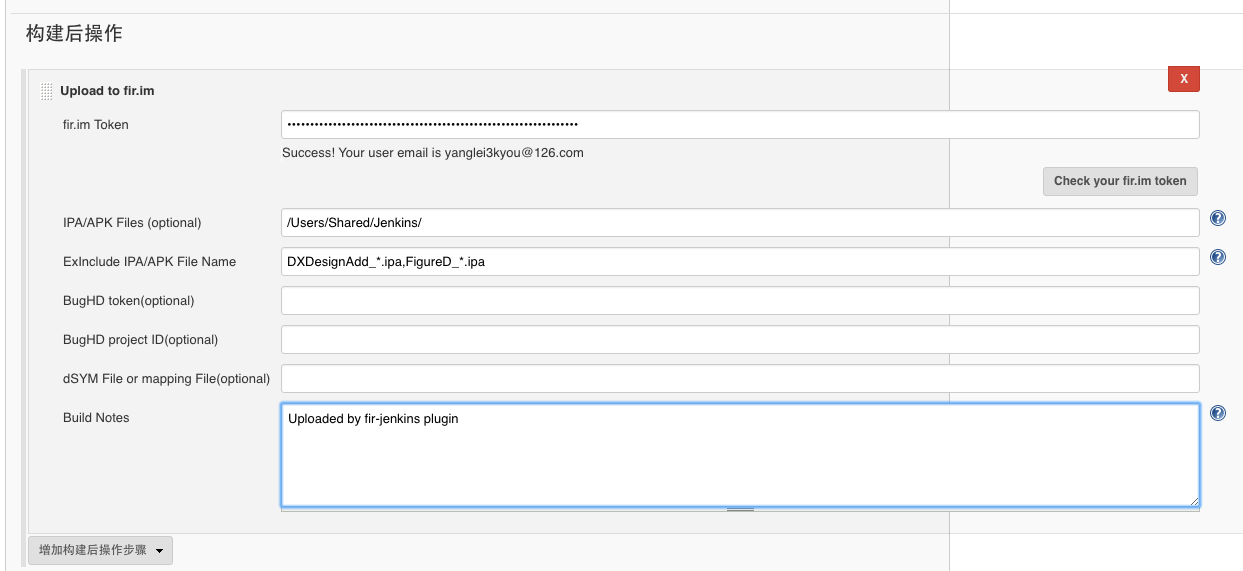 构建后操作
X
Upload to fir.im
fir.im Token
••••••••••••••••••••••••••••••••••••••••••••••••••••••••••••••••
Success! Your user email is yanglei3kyou@126.com
Check your fir.im token
IPA/APK Files (optional) /Users/Shared/Jenkins/ ?
ExInclude IPA/APK File Name DXDesignAdd_*.ipa,FigureD_*.ipa ?
BugHD token(optional)
BugHD project ID(optional)
dSYM File or mapping File(optional)
Build Notes Uploaded by fir-jenkins plugin ?
增加构建后操作步骤